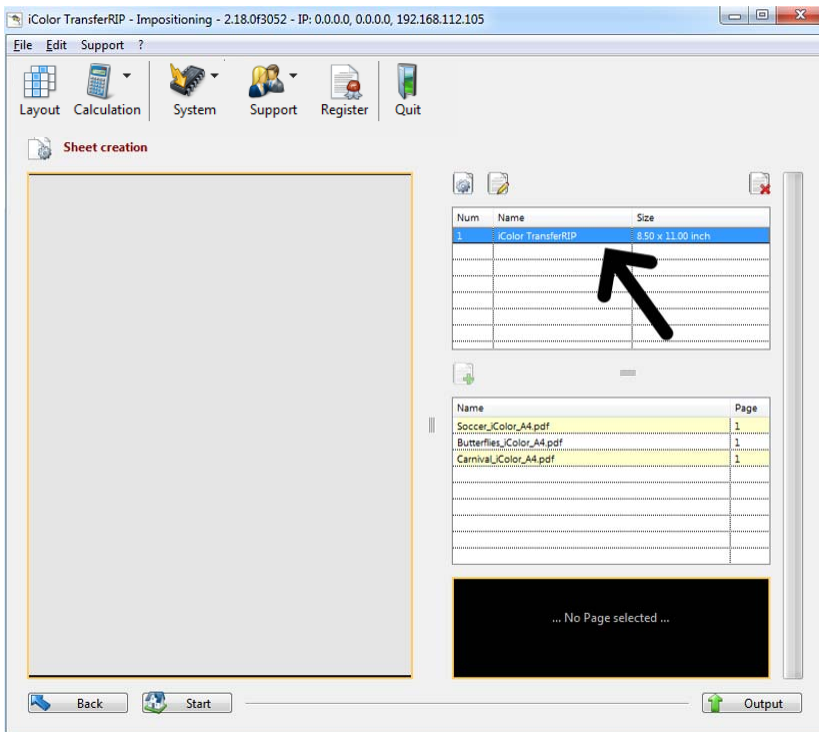 iColor TransferRIP - Impositioning - 2.18.0f3052 - IP: 0.0.0.0, 0.0.0.0, 192.168.112.105
File Edit Support ?
Layout Calculation System Support Register Quit
Sheet creation
Num Name Size
1 iColor TransferRIP 8.50 x 11.00 inch
Name Page
Soccer_iColor_A4.pdf 1
Butterflies_iColor_A4.pdf 1
Carnival_iColor_A4.pdf 1
... No Page selected ...
Back Start Output